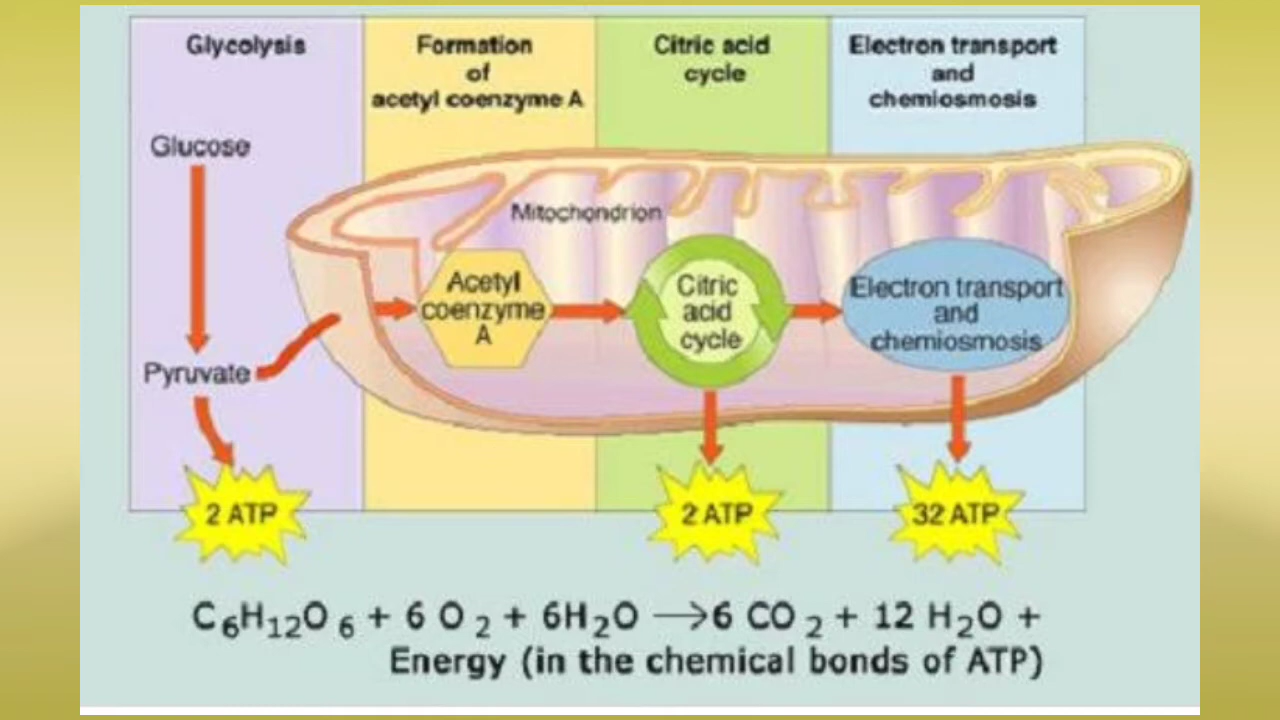 Glycolysis
Formation
of
acetyl coenzyme A
Citric acid
cycle
Electron transport
and
chemiosmosis
Glucose
Mitochondrion
Pyruvate
Acetyl
coenzyme
A
Citric
acid
cycle
Electron transport
and
chemiosmosis
2 ATP
2 ATP
32 ATP
C6H12O6 + 6 O2 + 6H2O →6 CO2 + 12 H2O +
Energy (in the chemical bonds of ATP)